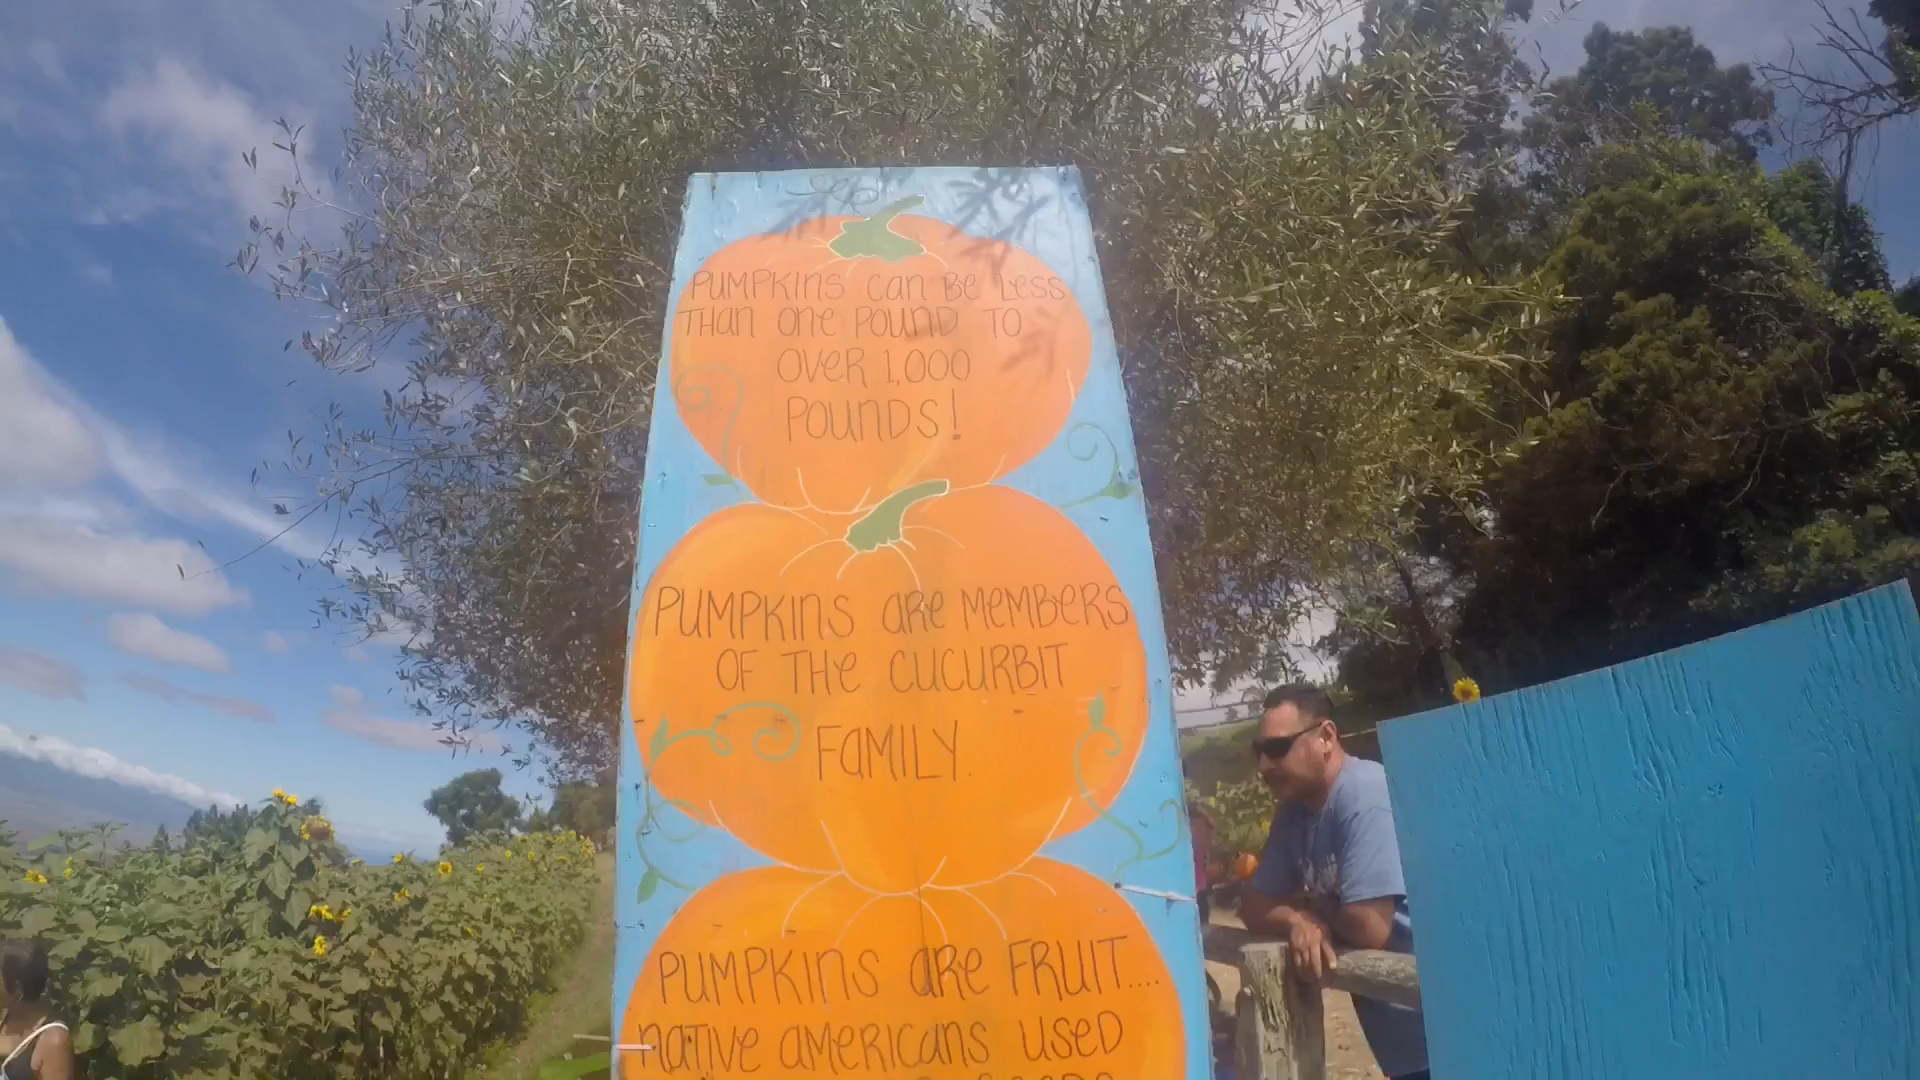 PUMPKINS can BE Less
THan one POUND TO
OVER 1,000
POUNDS!
PUMPKINS are MEMBERS
OF THE CUCURBIT
FAMILY.
PUMPKINS are FRUIT....
native americans used